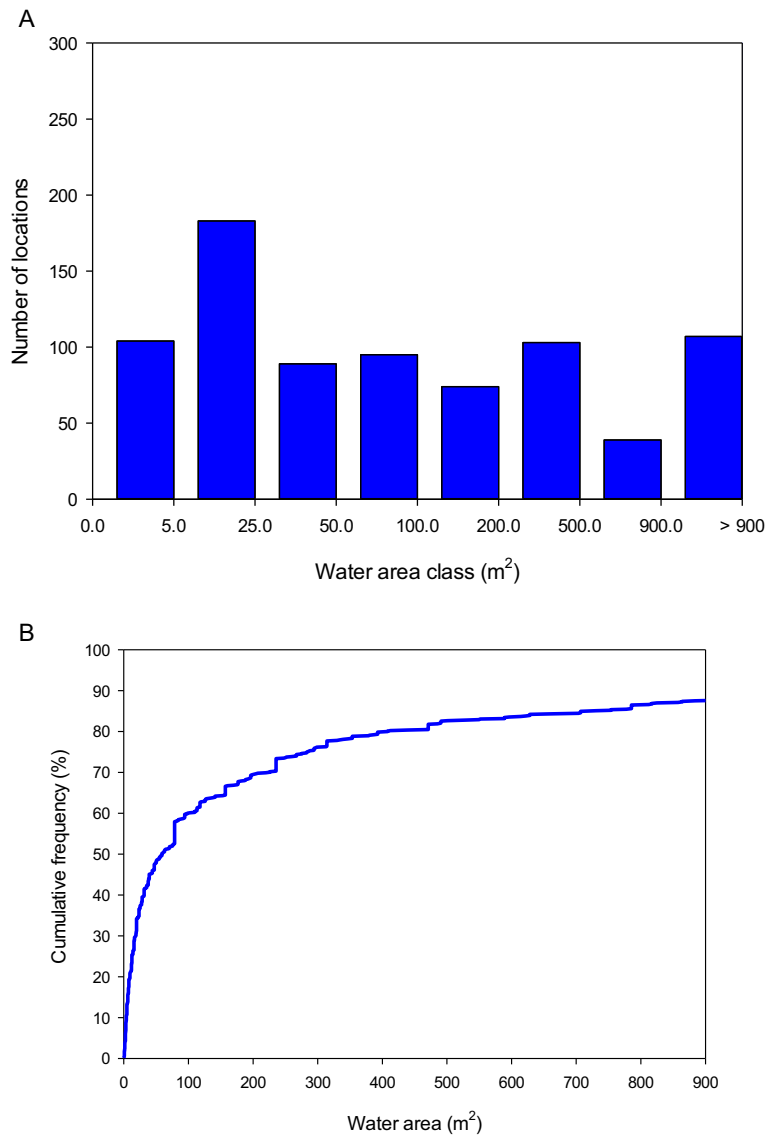 A
300
250
200
150
100
50
0
Number of locations
0.0 5.0 25.0 50.0 100.0 200.0 500.0 900.0 > 900
Water area class (m²)
B
100
90
80
70
60
50
40
30
20
10
0
Cumulative frequency (%)
0 100 200 300 400 500 600 700 800 900
Water area (m²)